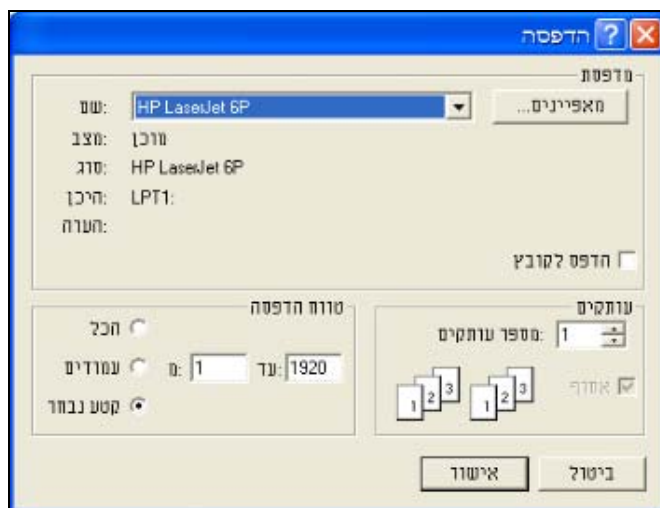 הדפסה
מדפסת
שם: HP LaserJet 6P מאפיינים...
מצב: מוכן
סוג: HP LaserJet 6P
היכן: LPT1:
הערה:
הדפס לקובץ
טווח הדפסה
הכל
עמודים מ: 1 עד: 1920
קטע נבחר
עותקים
מספר עותקים: 1
1 2 3 1 2 3
אסוף
אישור ביטול